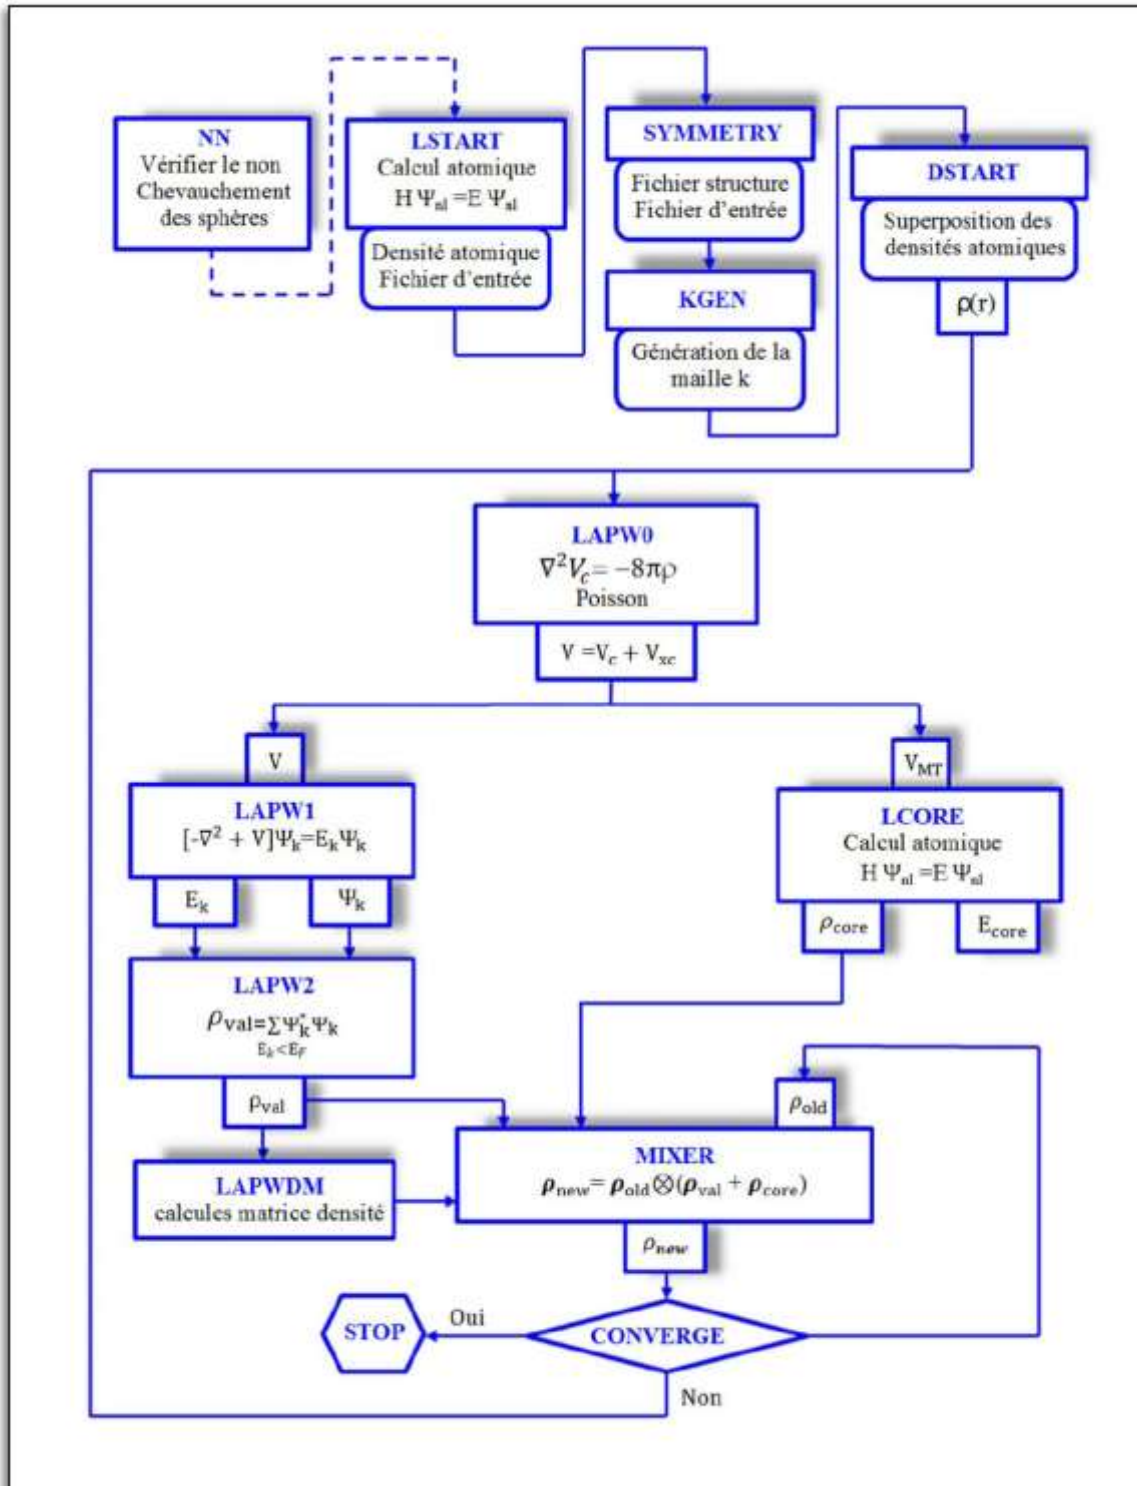 NN
Vérifier le non
Chevauchement
des sphères
LSTART
Calcul atomique
H Ψnl =E Ψnl
Densité atomique
Fichier d’entrée
SYMMETRY
Fichier structure
Fichier d’entrée
KGEN
Génération de la
maille k
DSTART
Superposition des
densités atomiques
ρ(r)
LAPW0
∇²Vc= −8πρ
Poisson
V =Vc + Vxc
V
LAPW1
[-∇² + V]Ψk=EkΨk
Ek
Ψk
VMT
LCORE
Calcul atomique
H Ψnl =E Ψnl
ρcore
Ecore
LAPW2
ρval=∑Ψk*Ψk
Ek<EF
ρval
LAPWDM
calcules matrice densité
ρold
MIXER
ρnew= ρold⊗(ρval + ρcore)
ρnew
STOP
Oui
CONVERGE
Non